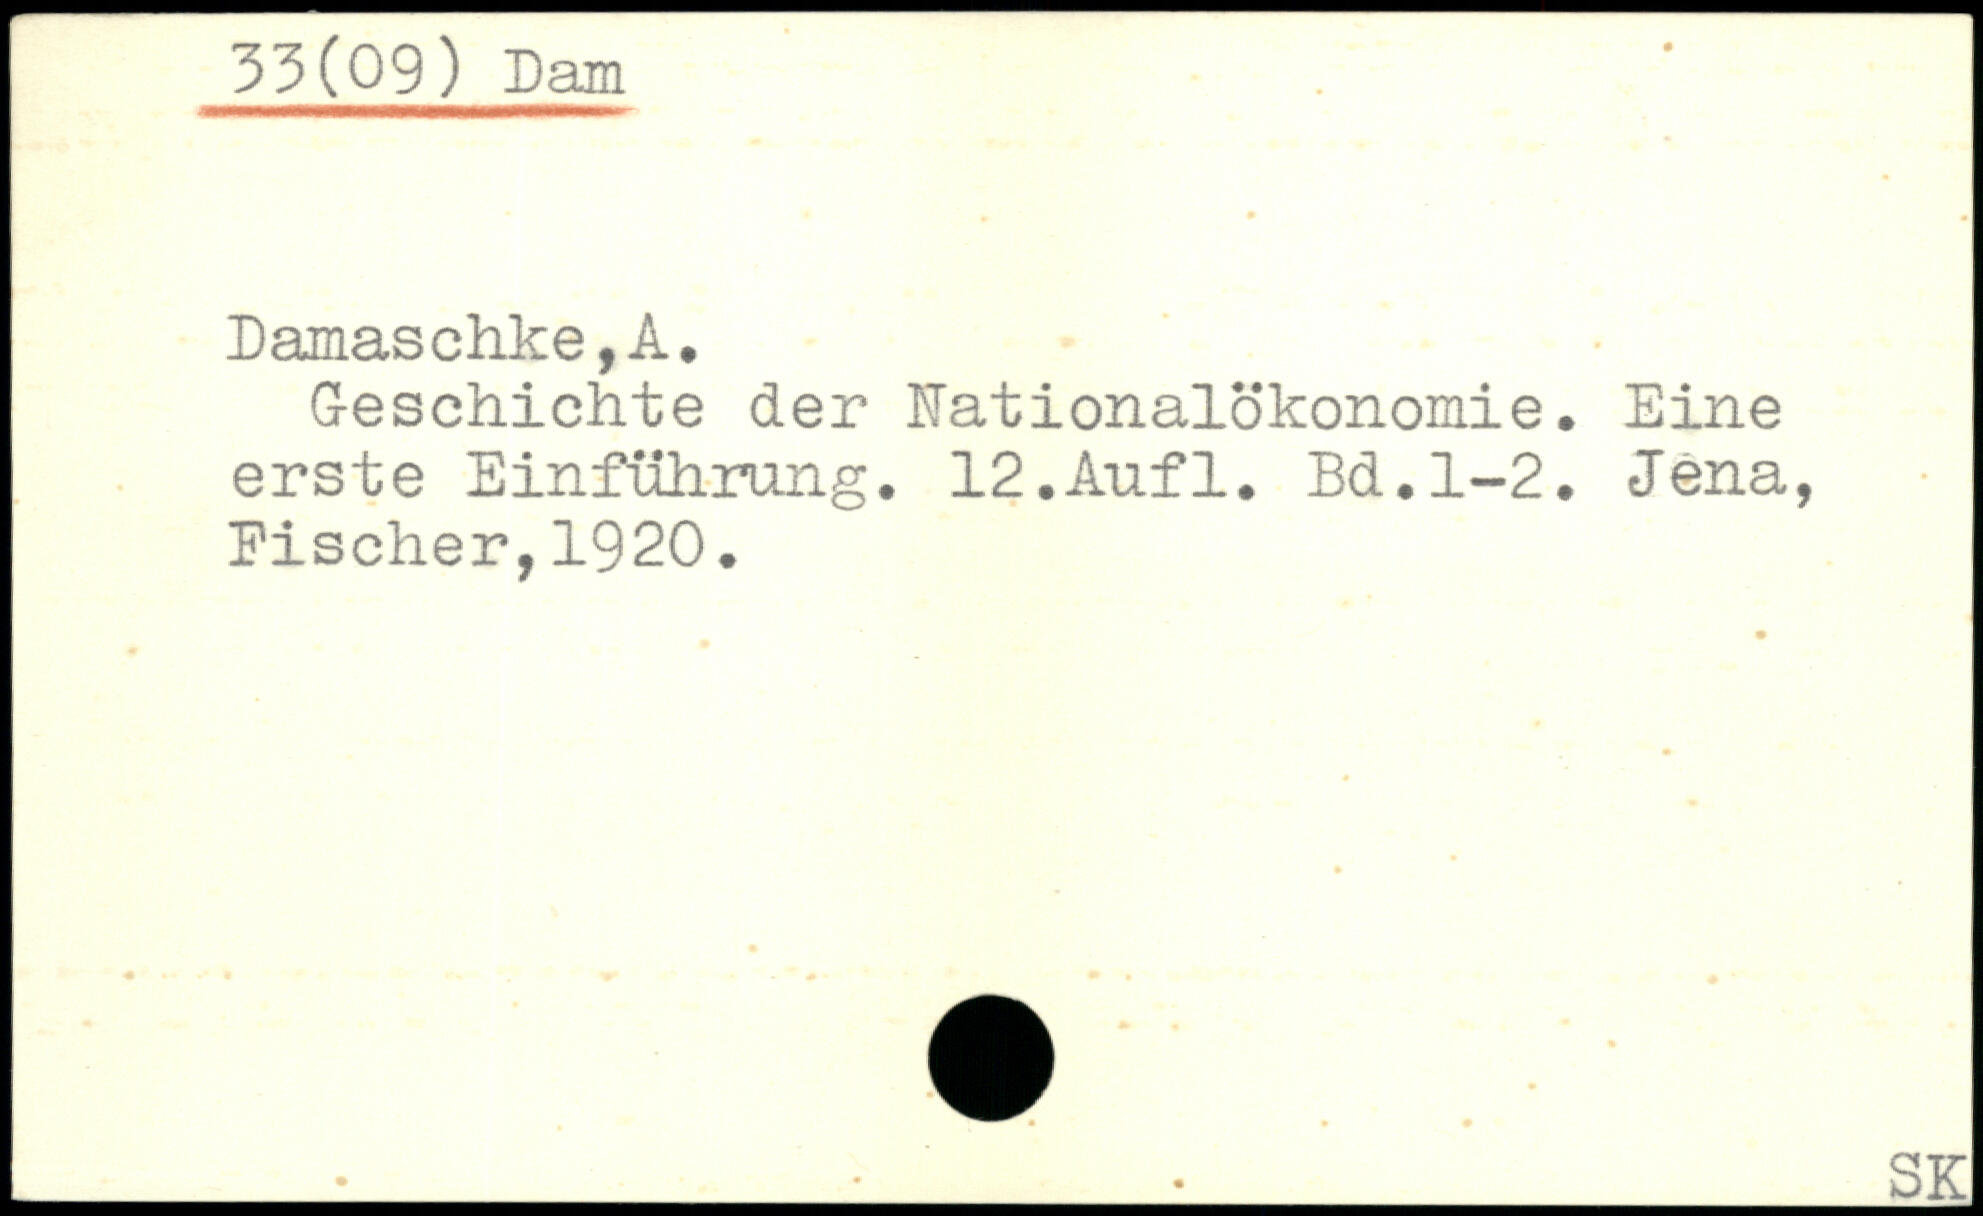 33(09) Dam
Damaschke,A.
Geschichte der Nationalökonomie. Eine
erste Einführung. 12.Aufl. Bd.1-2. Jena,
Fischer,1920.
SK